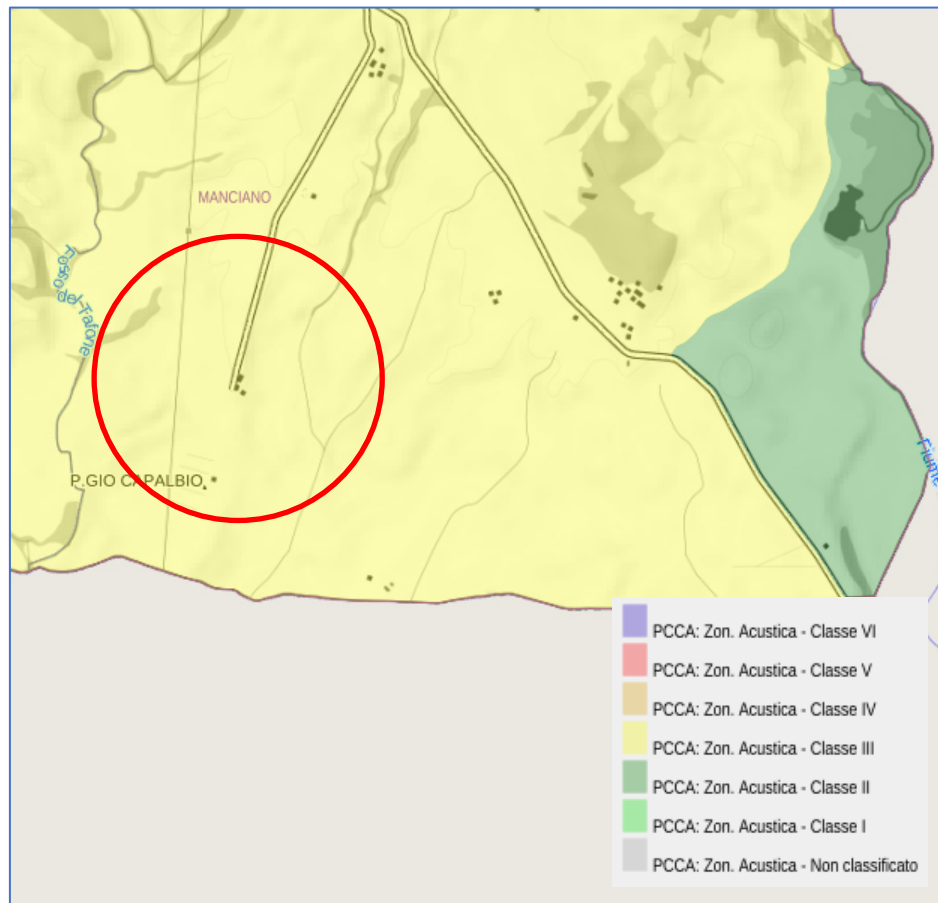 MANCIANO
Fosso
del Tafone
P.GIO CAPALBIO
Fiume
PCCA: Zon. Acustica - Classe VI
PCCA: Zon. Acustica - Classe V
PCCA: Zon. Acustica - Classe IV
PCCA: Zon. Acustica - Classe III
PCCA: Zon. Acustica - Classe II
PCCA: Zon. Acustica - Classe I
PCCA: Zon. Acustica - Non classificato